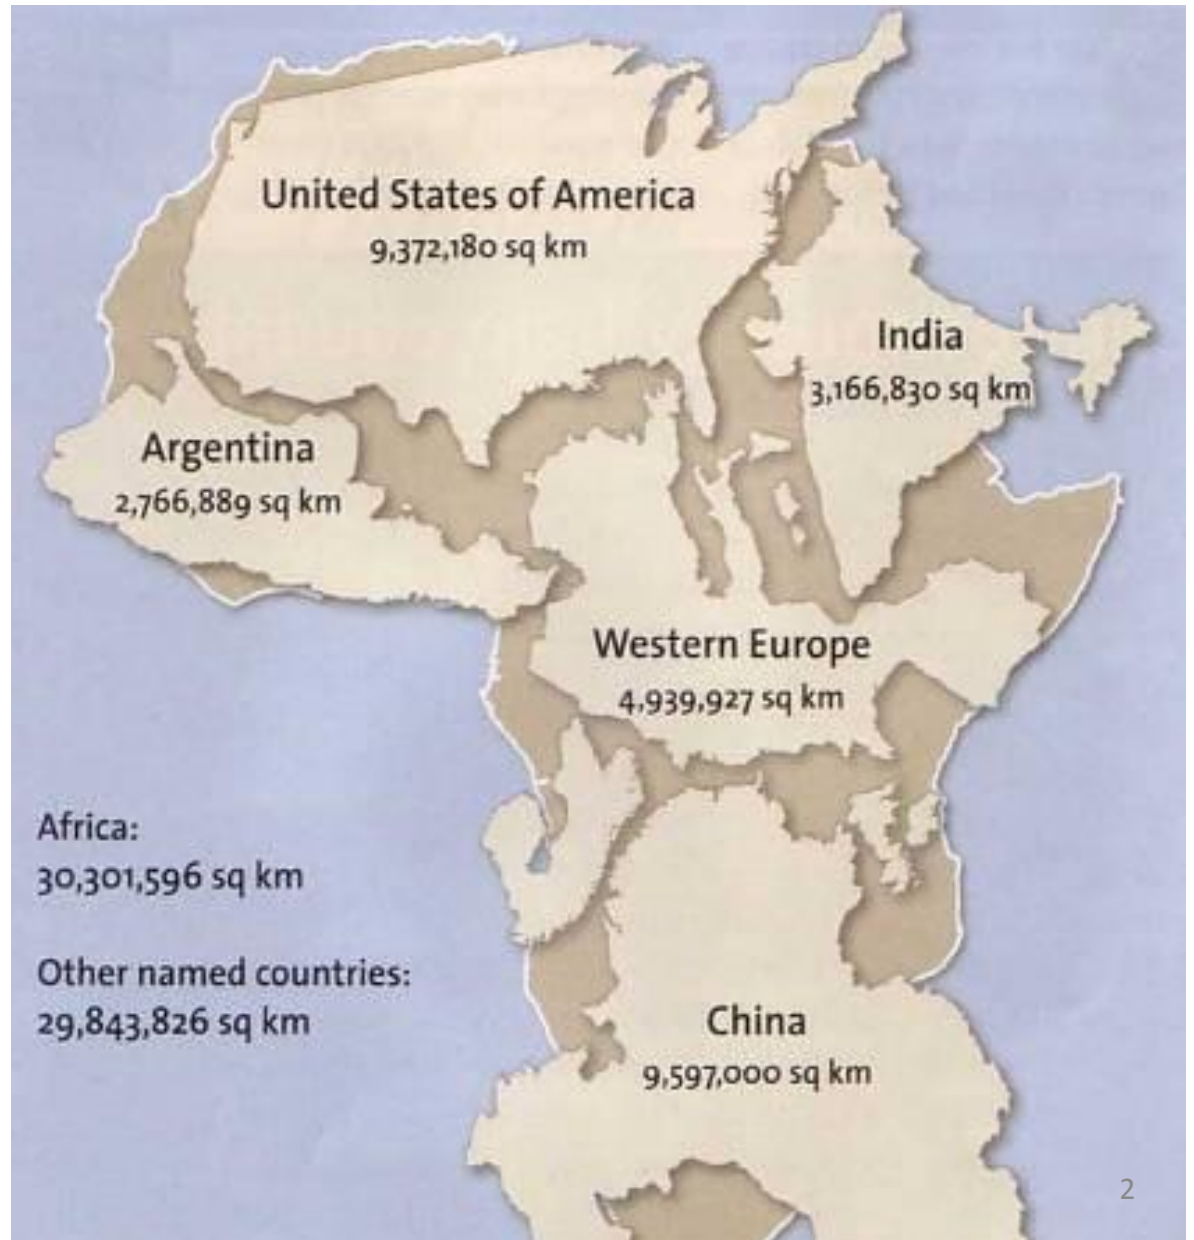 United States of America
9,372,180 sq km
India
3,166,830 sq km
Argentina
2,766,889 sq km
Western Europe
4,939,927 sq km
Africa:
30,301,596 sq km
Other named countries:
29,843,826 sq km
China
9,597,000 sq km
2